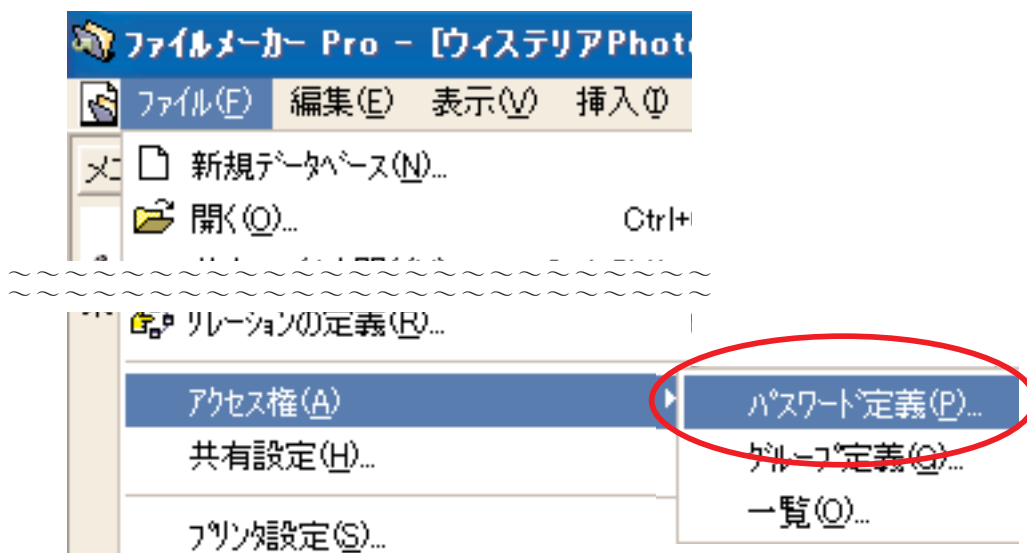 ファイルメーカー Pro - [ウィステリアPhot
ファイル(F) 編集(E) 表示(V) 挿入(I)
新規データベース(N)...
開く(O)... Ctrl+
リレーションの定義(R)...
アクセス権(A) パスワード定義(P)...
共有設定(H)... グループ定義(G)...
一覧(O)...
プリンタ設定(S)...